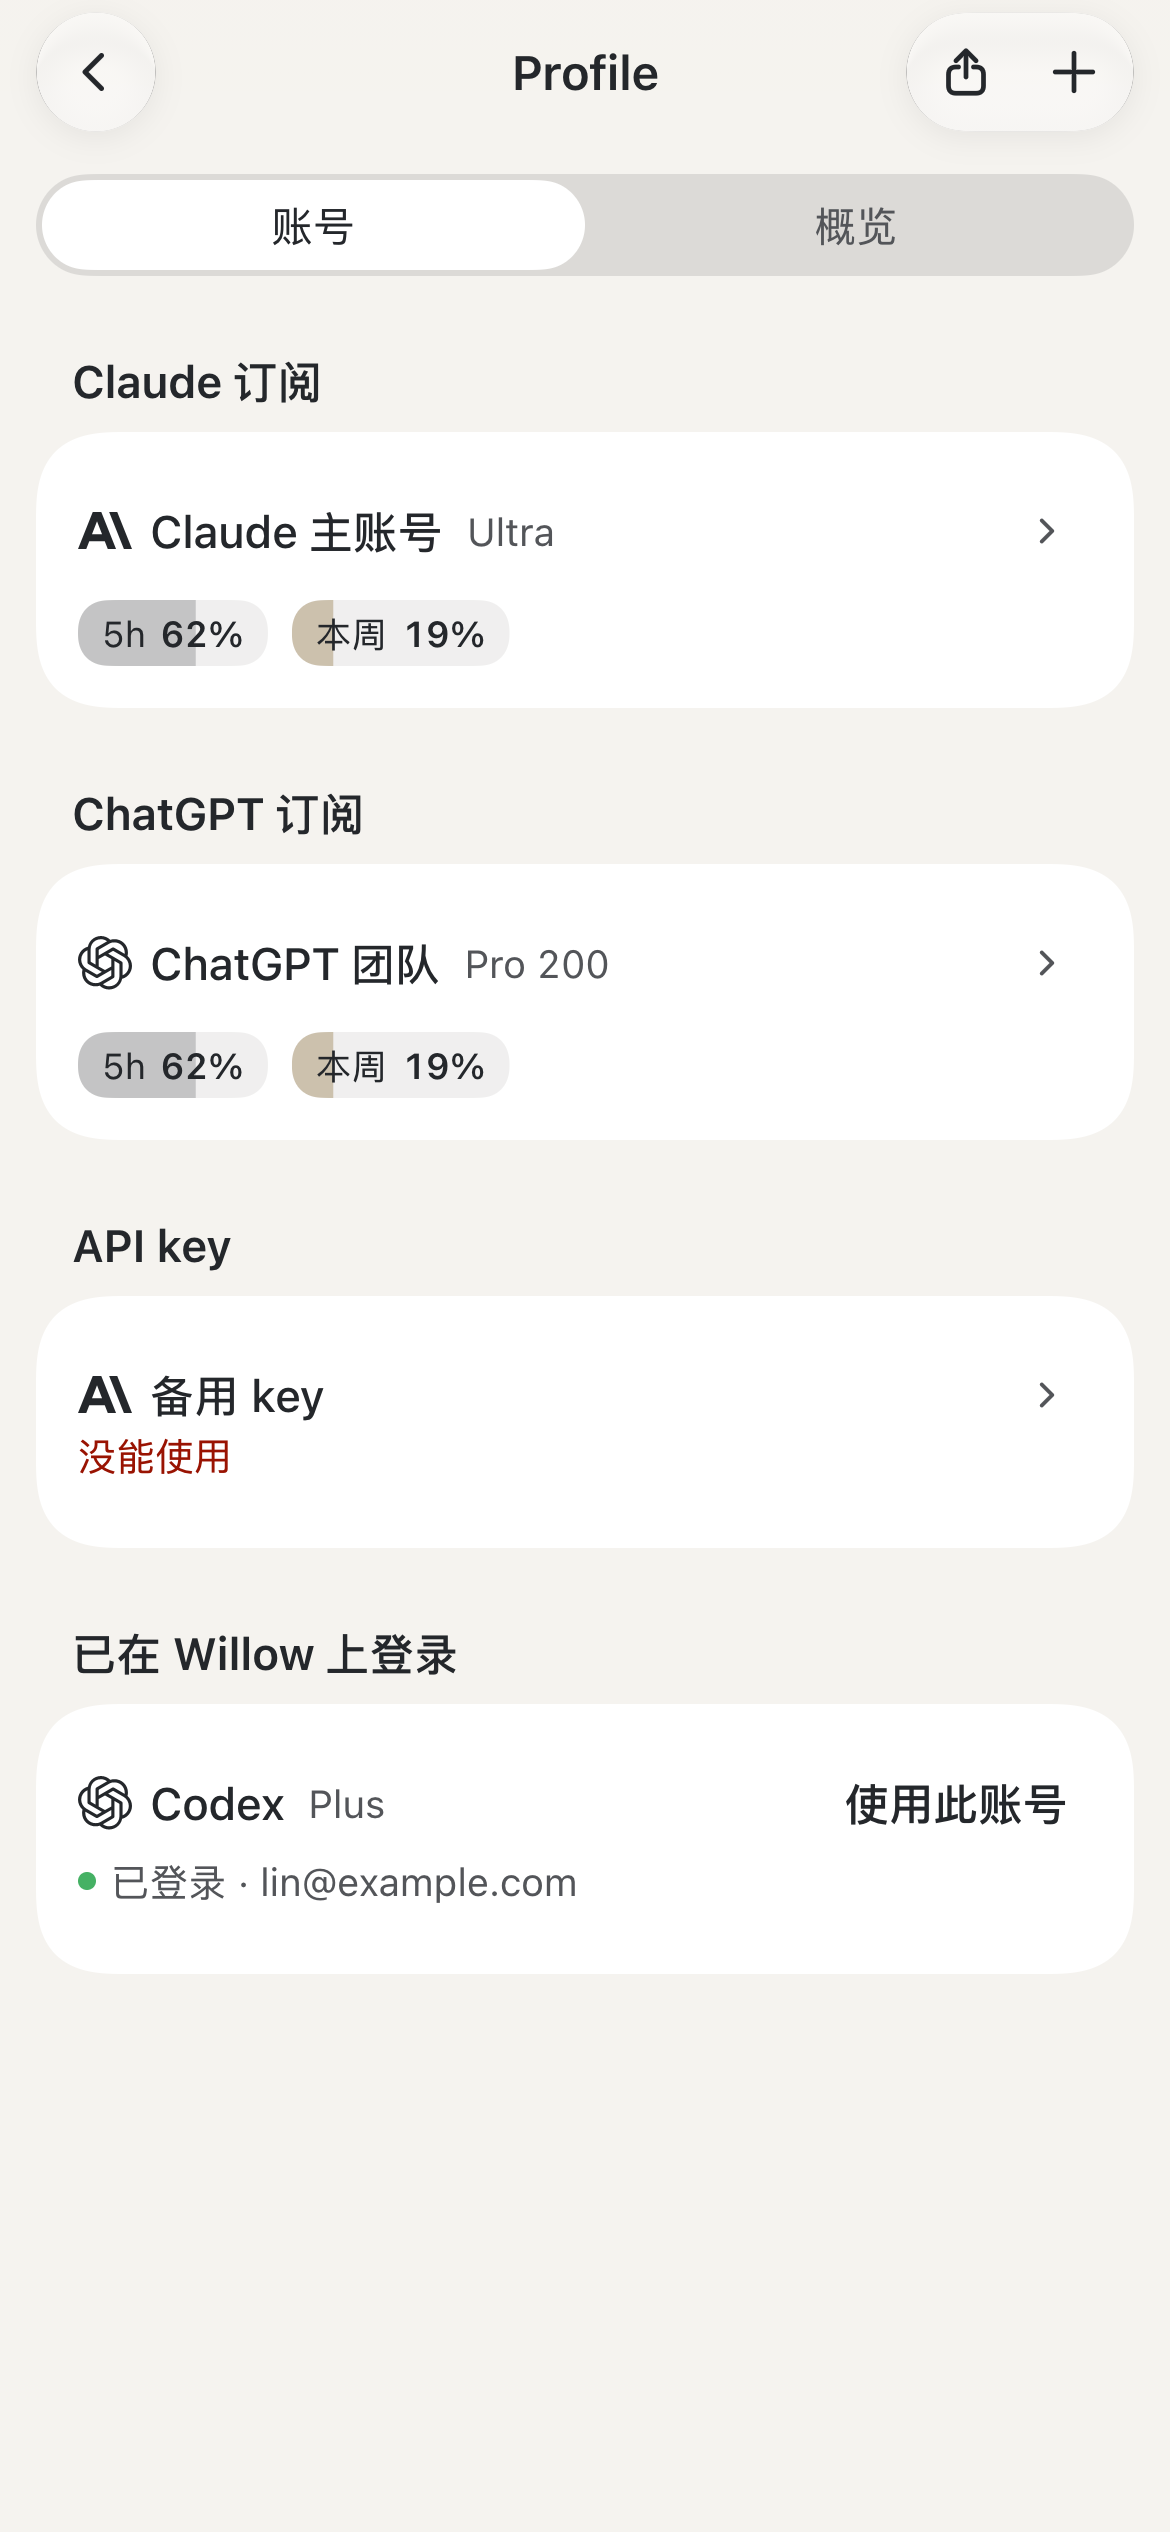 Profile
账号
概览
Claude 订阅
Claude 主账号 Ultra
5h 62% 本周 19%
ChatGPT 订阅
ChatGPT 团队 Pro 200
5h 62% 本周 19%
API key
备用 key
没能使用
已在 Willow 上登录
Codex Plus 使用此账号
已登录 · lin@example.com